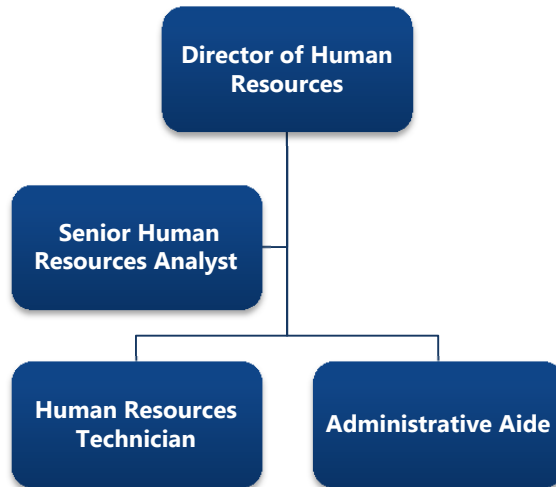 Director of Human
Resources
Senior Human
Resources Analyst
Human Resources
Technician
Administrative Aide